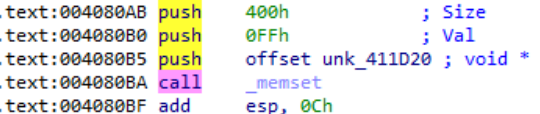 .text:004080AB push 400h ; Size
.text:004080B0 push 0FFh ; Val
.text:004080B5 push offset unk_411D20 ; void *
.text:004080BA call _memset
.text:004080BF add esp, 0Ch